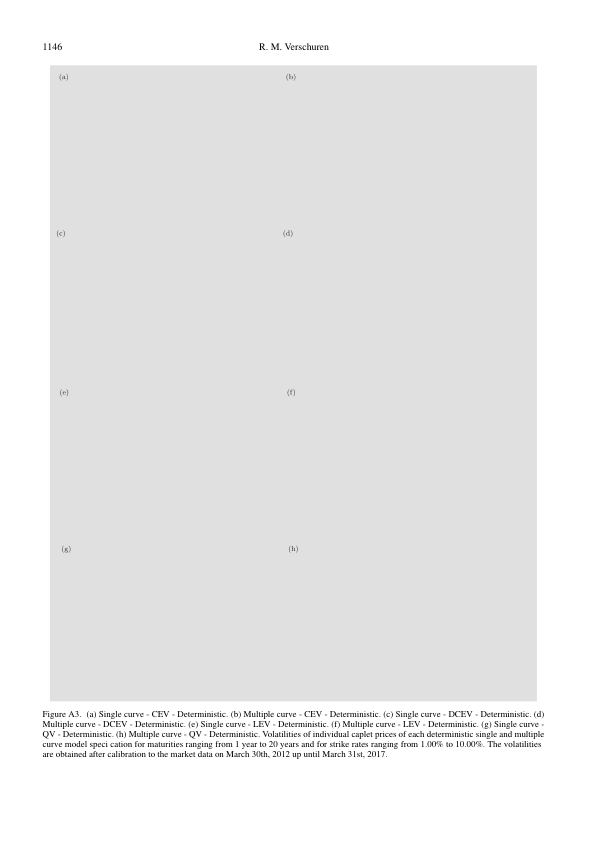 1146
R. M. Verschuren
(a)
(b)
(c)
(d)
(e)
(f)
(g)
(h)
Figure A3. (a) Single curve - CEV - Deterministic. (b) Multiple curve - CEV - Deterministic. (c) Single curve - DCEV - Deterministic. (d)
Multiple curve - DCEV - Deterministic. (e) Single curve - LEV - Deterministic. (f) Multiple curve - LEV - Deterministic. (g) Single curve -
QV - Deterministic. (h) Multiple curve - QV - Deterministic. Volatilities of individual caplet prices of each deterministic single and multiple
curve model speci cation for maturities ranging from 1 year to 20 years and for strike rates ranging from 1.00% to 10.00%. The volatilities
are obtained after calibration to the market data on March 30th, 2012 up until March 31st, 2017.